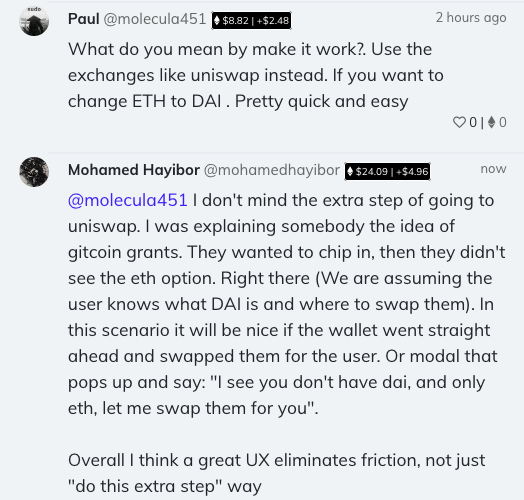 Paul @molecula451 $8.82 | +$2.48 2 hours ago
What do you mean by make it work?. Use the
exchanges like uniswap instead. If you want to
change ETH to DAI . Pretty quick and easy
0 | 0
Mohamed Hayibor @mohamedhayibor $24.09 | +$4.96 now
@molecula451 I don't mind the extra step of going to
uniswap. I was explaining somebody the idea of
gitcoin grants. They wanted to chip in, then they didn't
see the eth option. Right there (We are assuming the
user knows what DAI is and where to swap them). In
this scenario it will be nice if the wallet went straight
ahead and swapped them for the user. Or modal that
pops up and say: "I see you don't have dai, and only
eth, let me swap them for you".
Overall I think a great UX eliminates friction, not just
"do this extra step" way